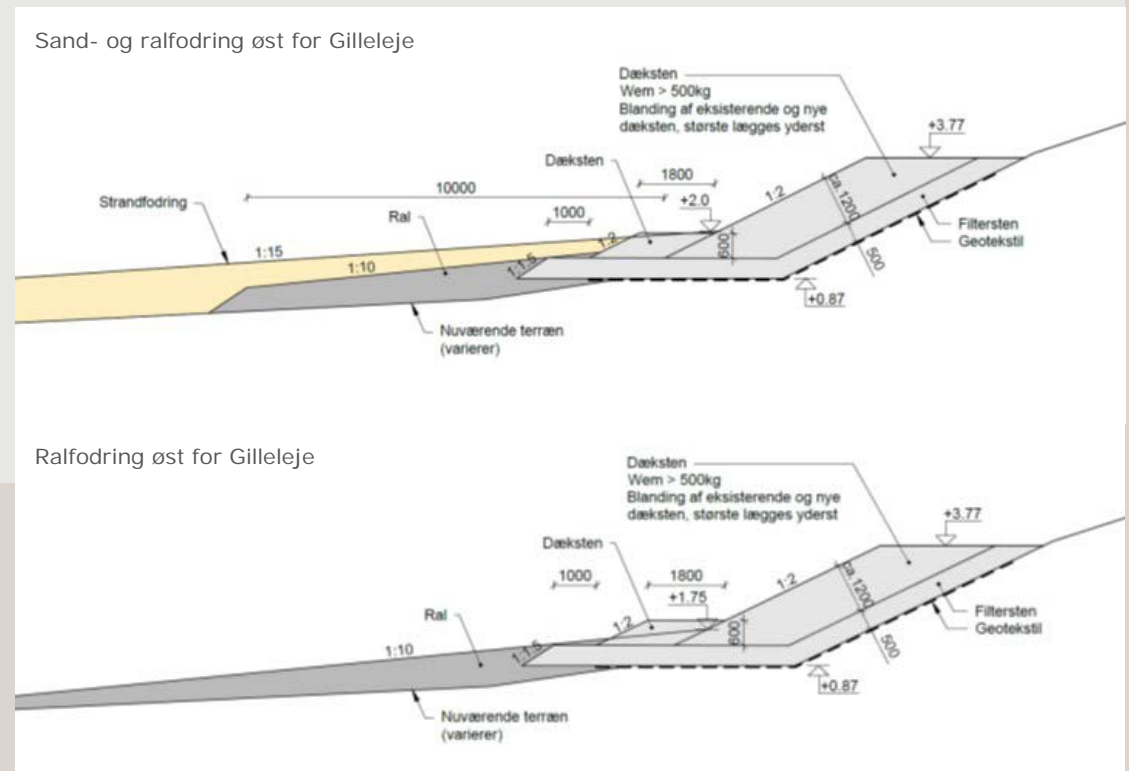 Sand- og ralfodring øst for Gilleleje
Dæksten
Wem > 500kg
Blanding af eksisterende og nye
dæksten, største lægges yderst
+3.77
Dæksten
1800
10000
1:2
Strandfodring
+2.0
1000
Ral
ca.1200
1:2
Filtersten
Geotekstil
600
1:15
1:10
1:1.5
500
+0.87
Nuværende terræn
(varierer)
Ralfodring øst for Gilleleje
Dæksten
Wem > 500kg
Blanding af eksisterende og nye
dæksten, største lægges yderst
+3.77
Dæksten
1000
1800
1:2
ca.1200
+1.75
Ral
1:2
600
Filtersten
Geotekstil
1:10
1:1.5
500
+0.87
Nuværende terræn
(varierer)